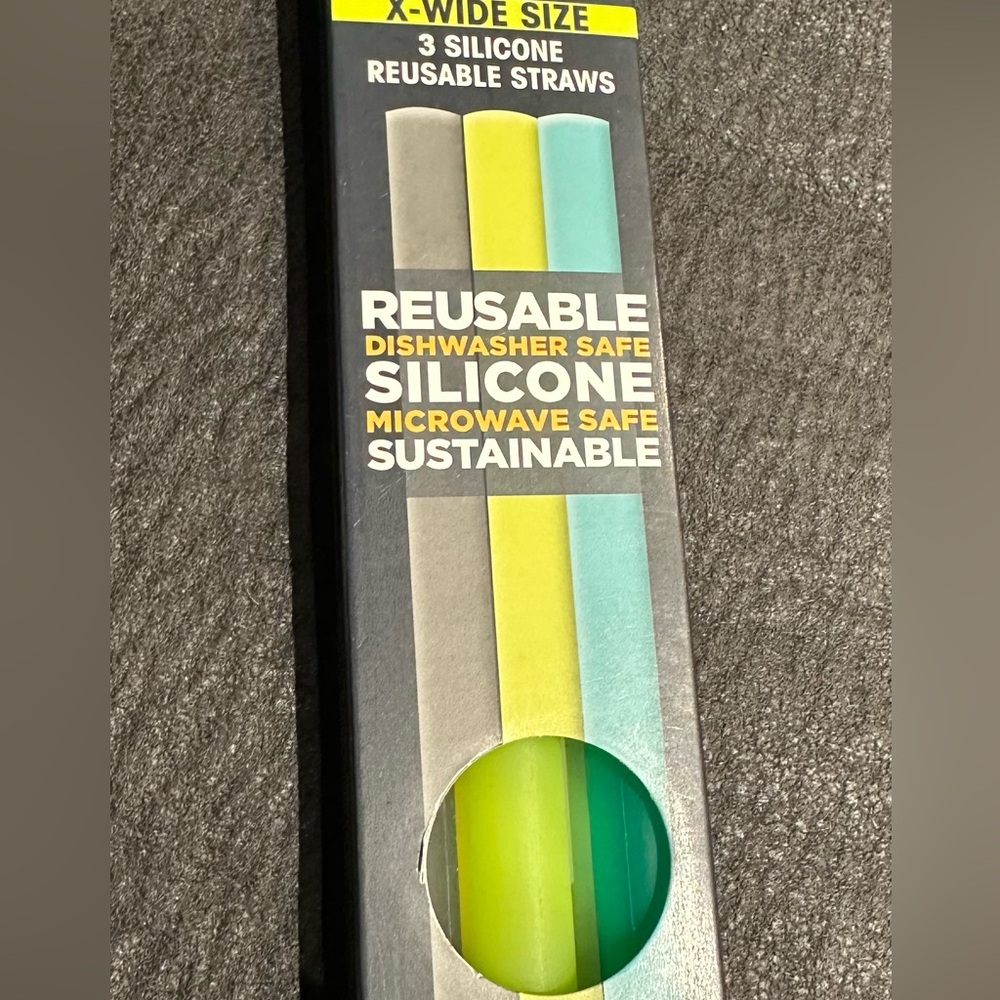 X-WIDE SIZE
3 SILICONE
REUSABLE STRAWS
REUSABLE
DISHWASHER SAFE
SILICONE
MICROWAVE SAFE
SUSTAINABLE